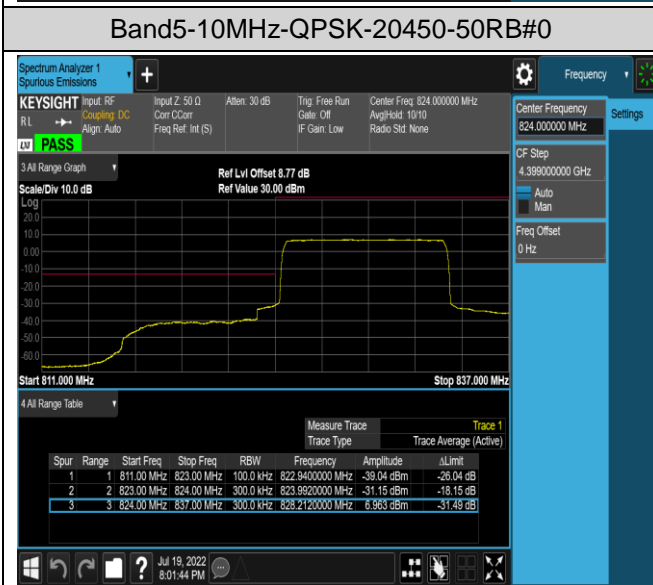 Band5-10MHz-QPSK-20450-50RB#0
Spectrum Analyzer 1
Spurious Emissions
Frequency
KEYSIGHT Input: RF Input Z: 50 Ω Atten: 30 dB Trig: Free Run Center Freq: 824.000000 MHz
RL Coupling: DC Corr CCorr Gate: Off Avg|Hold: 10/10
Align: Auto Freq Ref: Int (S) IF Gain: Low Radio Std: None
LXI PASS
Center Frequency
824.000000 MHz
Settings
CF Step
4.399000000 GHz
Auto
Man
Freq Offset
0 Hz
3 All Range Graph
Ref Lvl Offset 8.77 dB
Scale/Div 10.0 dB Ref Value 30.00 dBm
Log
20.0
10.0
0.00
-10.0
-20.0
-30.0
-40.0
-50.0
-60.0
Start 811.000 MHz Stop 837.000 MHz
4 All Range Table
Measure Trace Trace 1
Trace Type Trace Average (Active)
Spur Range Start Freq Stop Freq RBW Frequency Amplitude ΔLimit
1 1 811.00 MHz 823.00 MHz 100.0 kHz 822.9400000 MHz -39.04 dBm -26.04 dB
2 2 823.00 MHz 824.00 MHz 300.0 kHz 823.9920000 MHz -31.15 dBm -18.15 dB
3 3 824.00 MHz 837.00 MHz 300.0 kHz 828.2120000 MHz 6.963 dBm -31.49 dB
Jul 19, 2022
8:01:44 PM